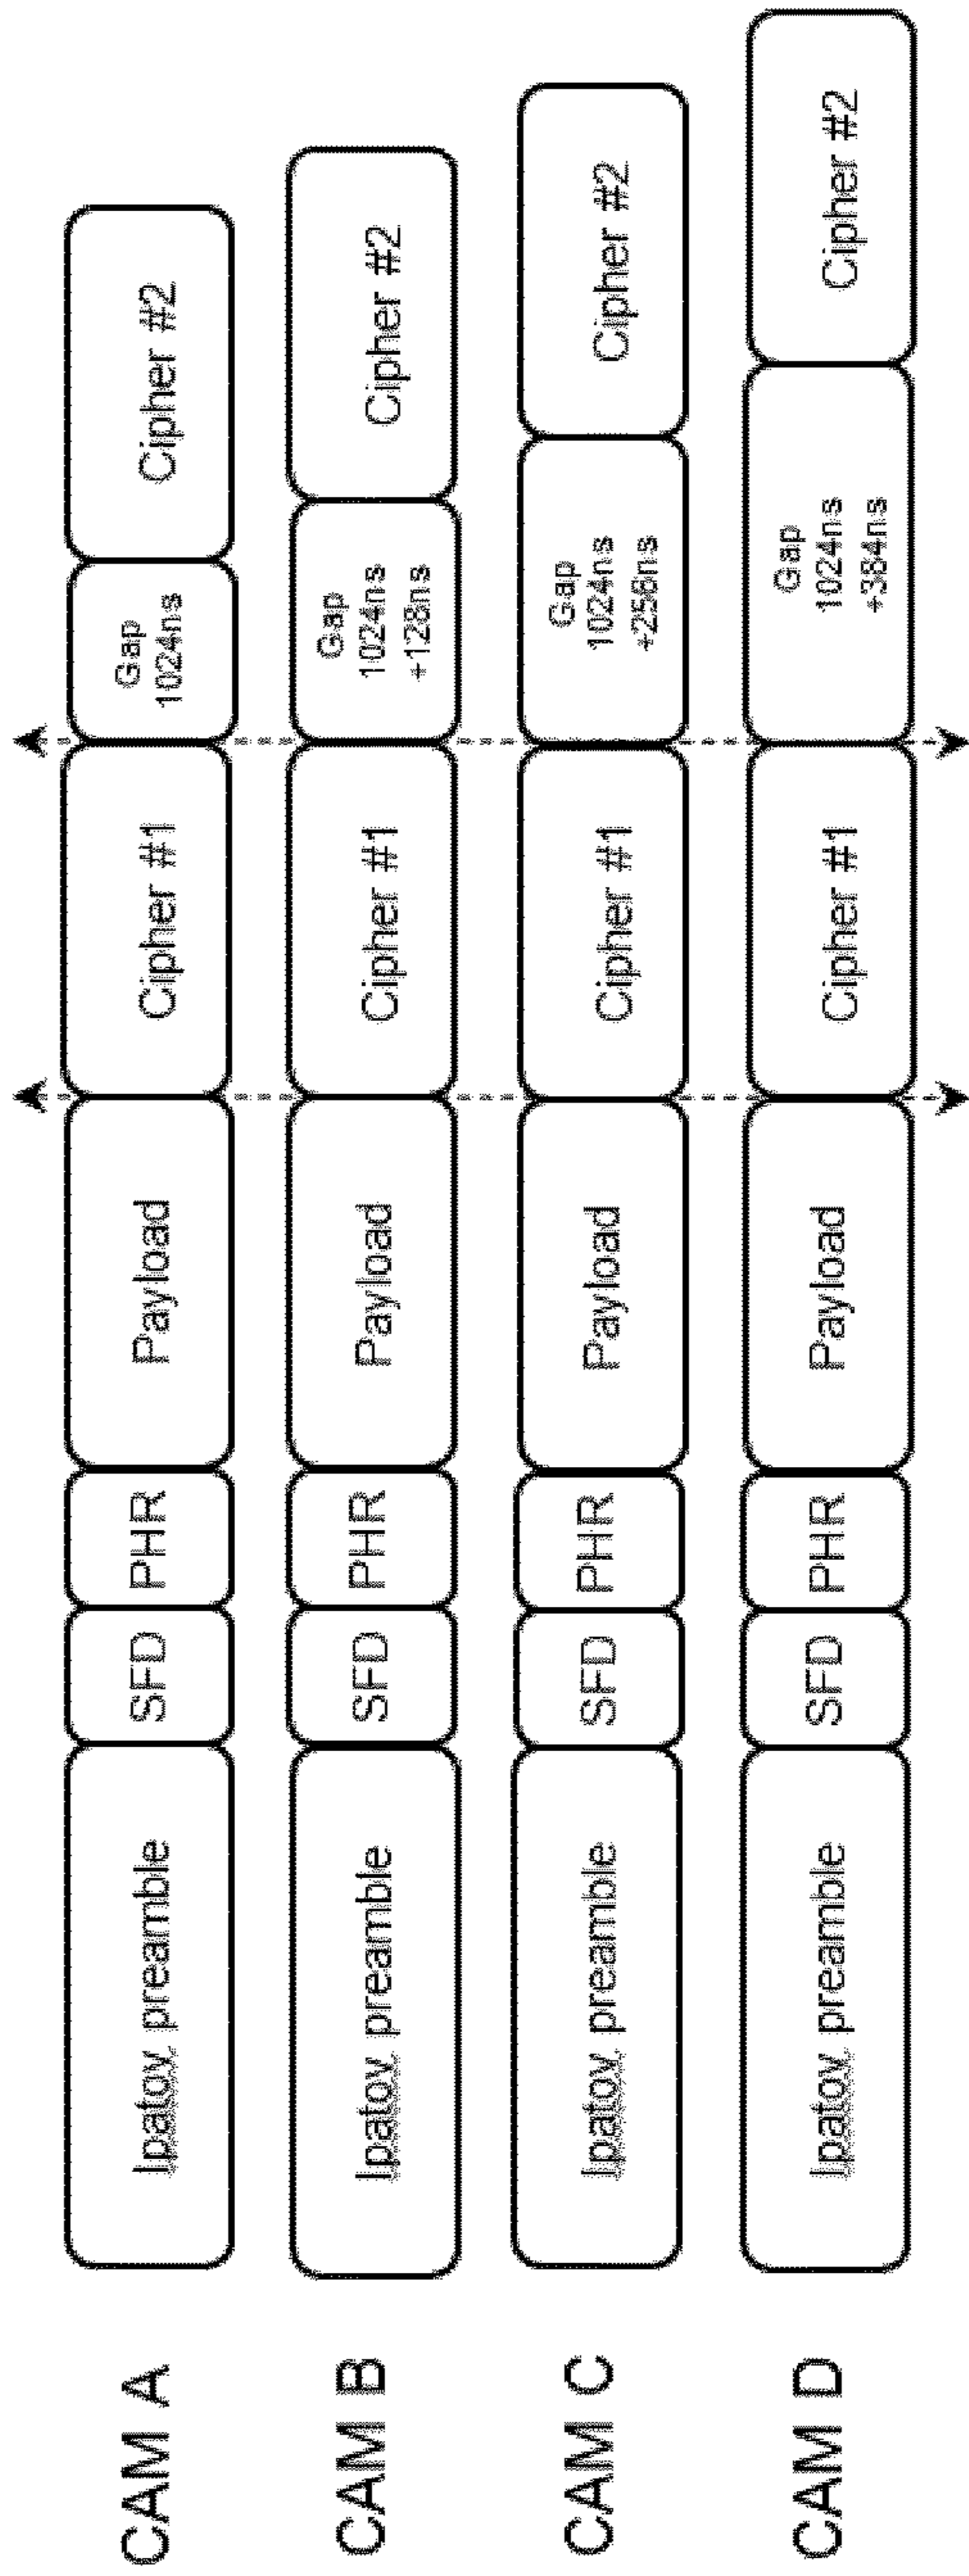 CAM A
Ipatov preamble
SFD
PHR
Payload
Cipher #1
Gap
1024ns
Cipher #2
CAM B
Ipatov preamble
SFD
PHR
Payload
Cipher #1
Gap
1024ns
+128ns
Cipher #2
CAM C
Ipatov preamble
SFD
PHR
Payload
Cipher #1
Gap
1024ns
+256ns
Cipher #2
CAM D
Ipatov preamble
SFD
PHR
Payload
Cipher #1
Gap
1024ns
+384ns
Cipher #2